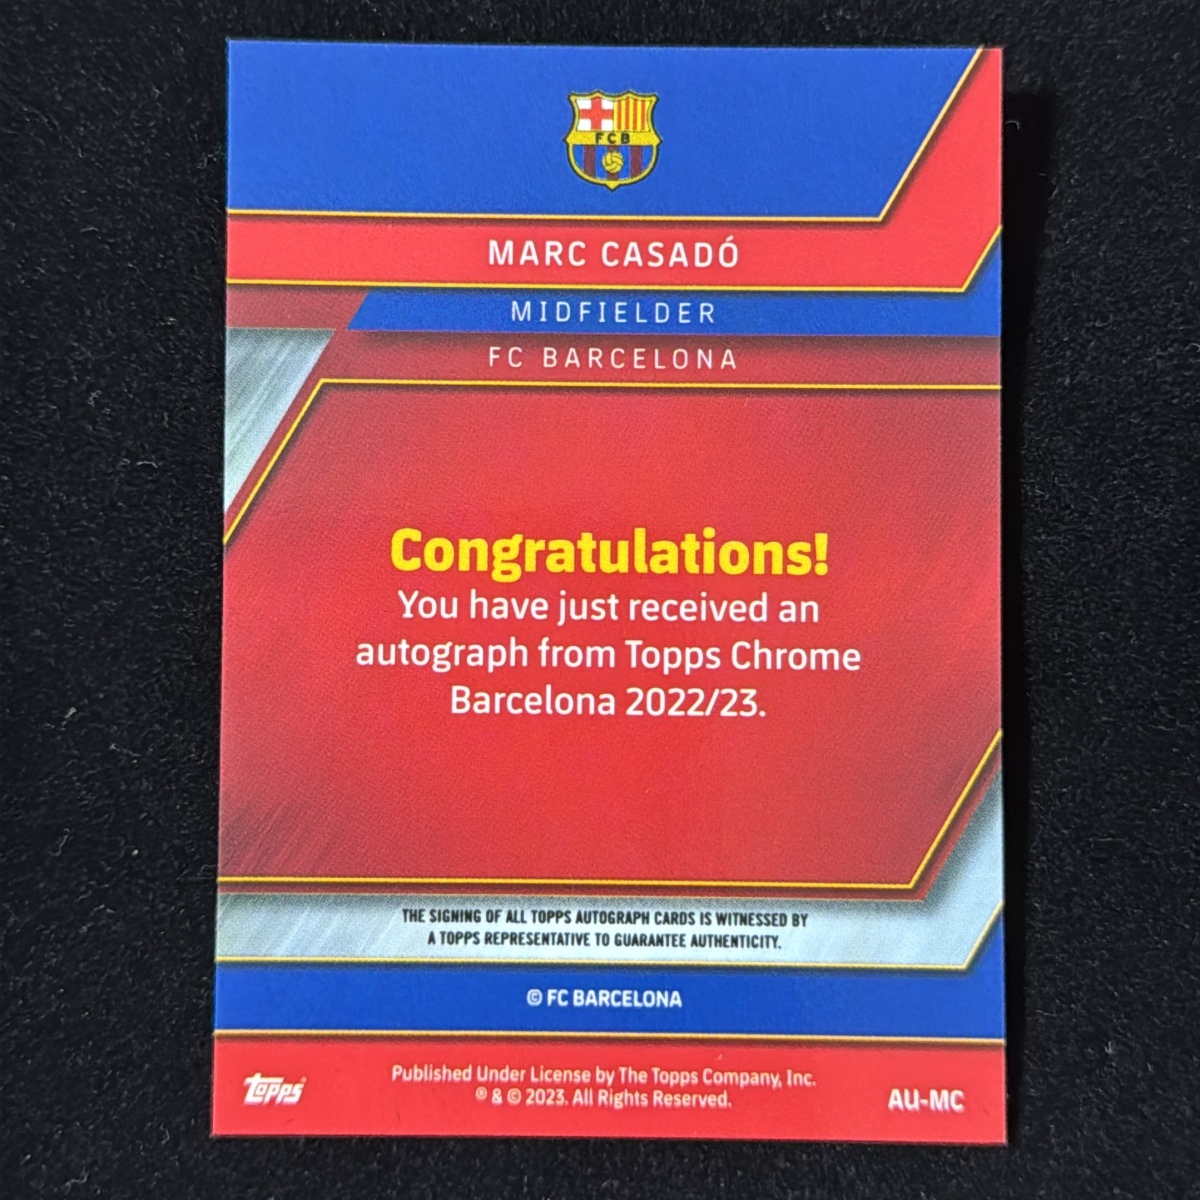 FCB
MARC CASADÓ
MIDFIELDER
FC BARCELONA
Congratulations!
You have just received an
autograph from Topps Chrome
Barcelona 2022/23.
THE SIGNING OF ALL TOPPS AUTOGRAPH CARDS IS WITNESSED BY
A TOPPS REPRESENTATIVE TO GUARANTEE AUTHENTICITY.
© FC BARCELONA
topps
Published Under License by The Topps Company, Inc.
® & © 2023. All Rights Reserved.
AU-MC